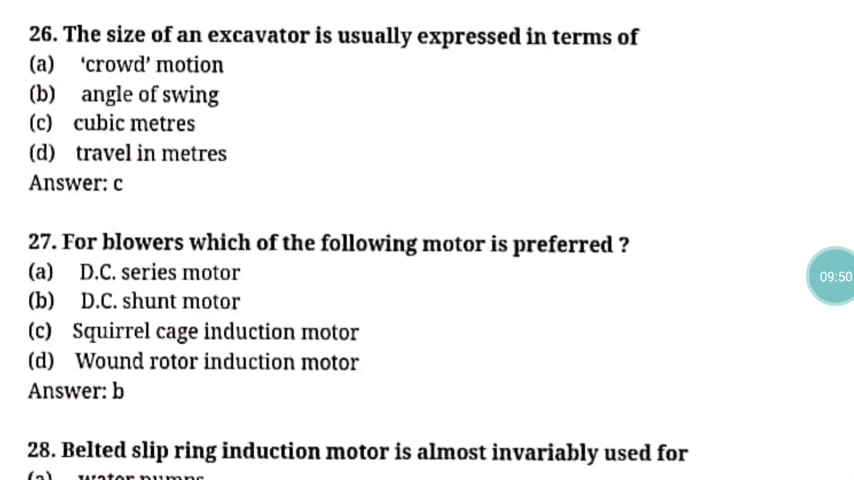 26. The size of an excavator is usually expressed in terms of
(a) ‘crowd’ motion
(b) angle of swing
(c) cubic metres
(d) travel in metres
Answer: c
27. For blowers which of the following motor is preferred ?
(a) D.C. series motor
(b) D.C. shunt motor
(c) Squirrel cage induction motor
(d) Wound rotor induction motor
Answer: b
09:50
28. Belted slip ring induction motor is almost invariably used for
(a) water pumps